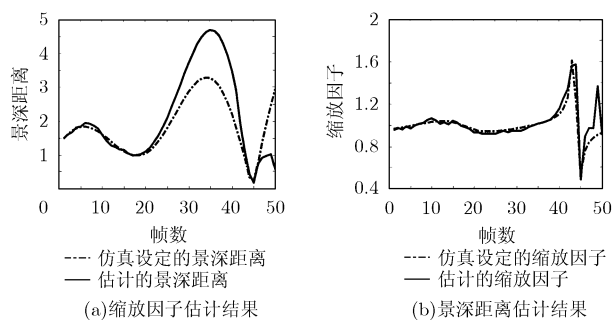 5
4
3
2
1
景深距离
0
10
20
30
40
50
帧数
仿真设定的景深距离
估计的景深距离
(a)缩放因子估计结果
2.0
1.6
1.2
0.8
0.4
缩放因子
0
10
20
30
40
50
帧数
仿真设定的缩放因子
估计的缩放因子
(b)景深距离估计结果